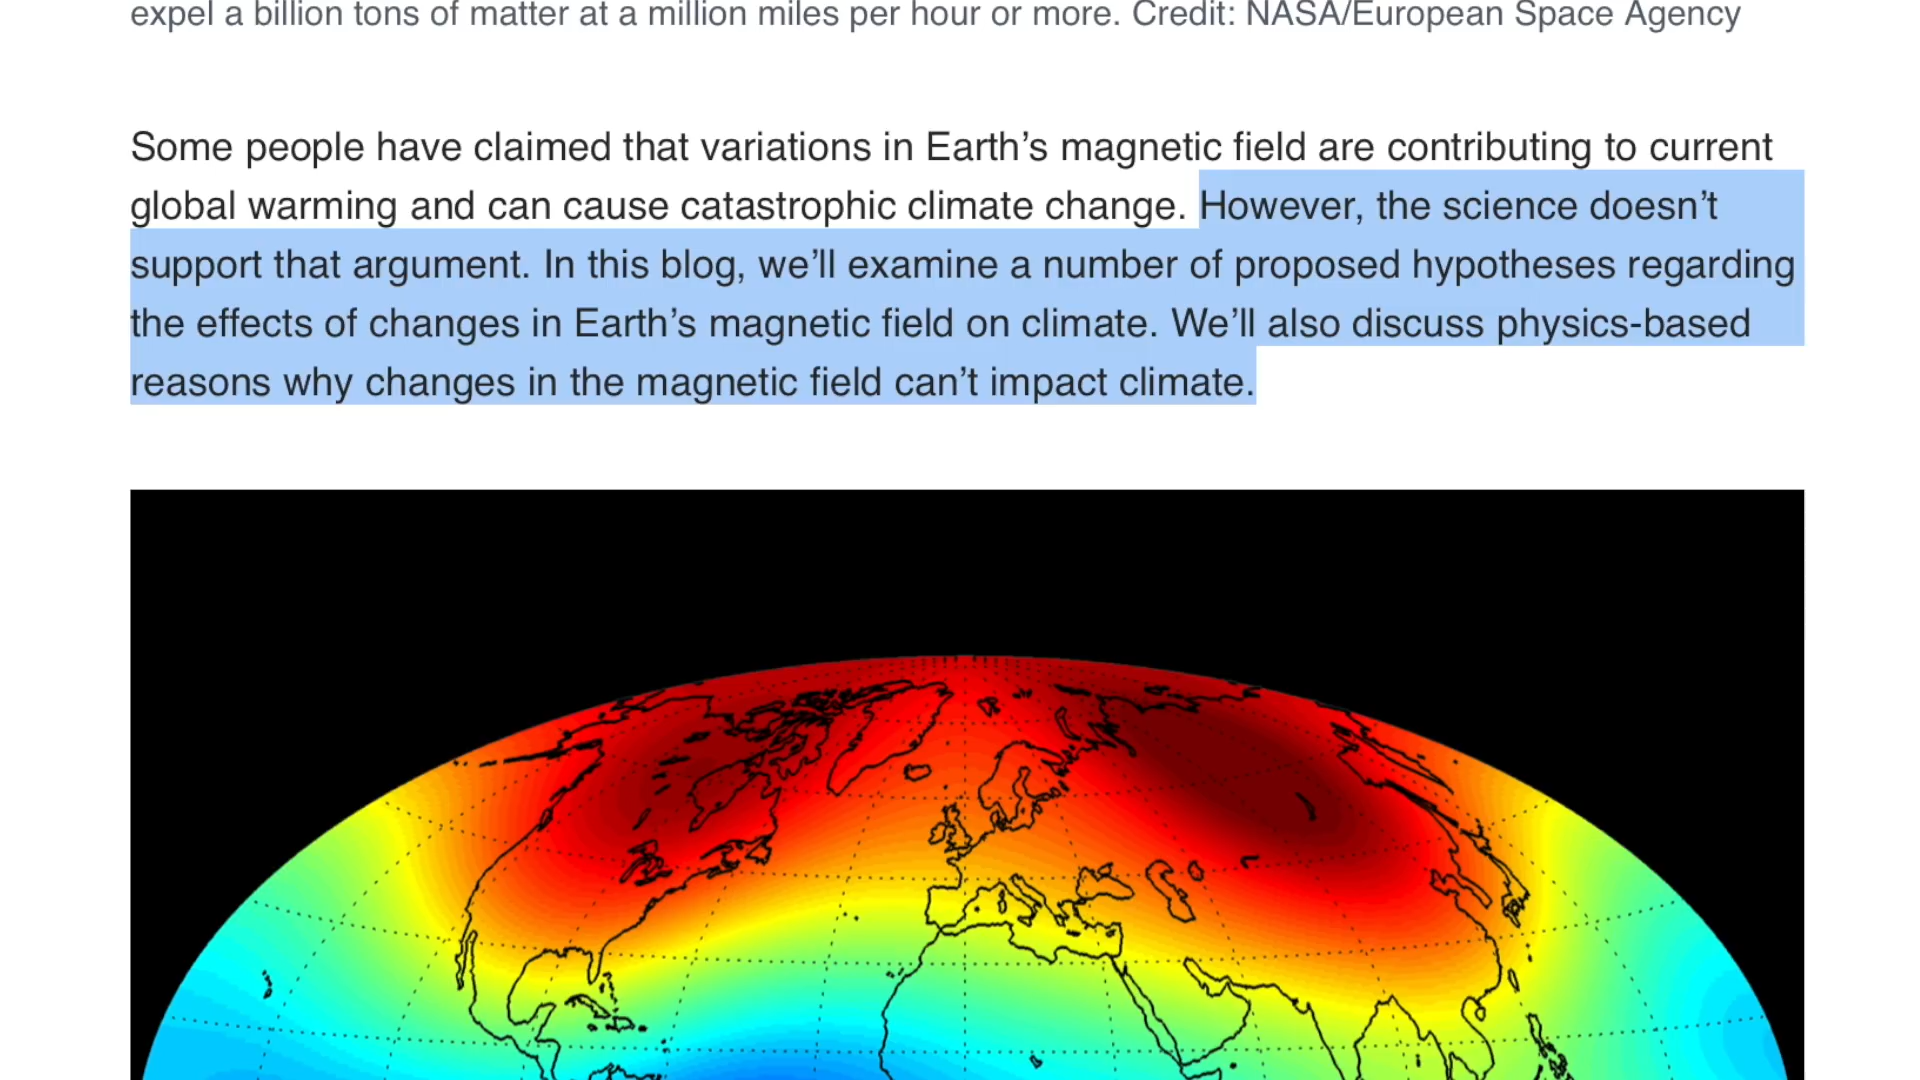 expel a billion tons of matter at a million miles per hour or more. Credit: NASA/European Space Agency
Some people have claimed that variations in Earth’s magnetic field are contributing to current
global warming and can cause catastrophic climate change. However, the science doesn’t
support that argument. In this blog, we’ll examine a number of proposed hypotheses regarding
the effects of changes in Earth’s magnetic field on climate. We’ll also discuss physics-based
reasons why changes in the magnetic field can’t impact climate.